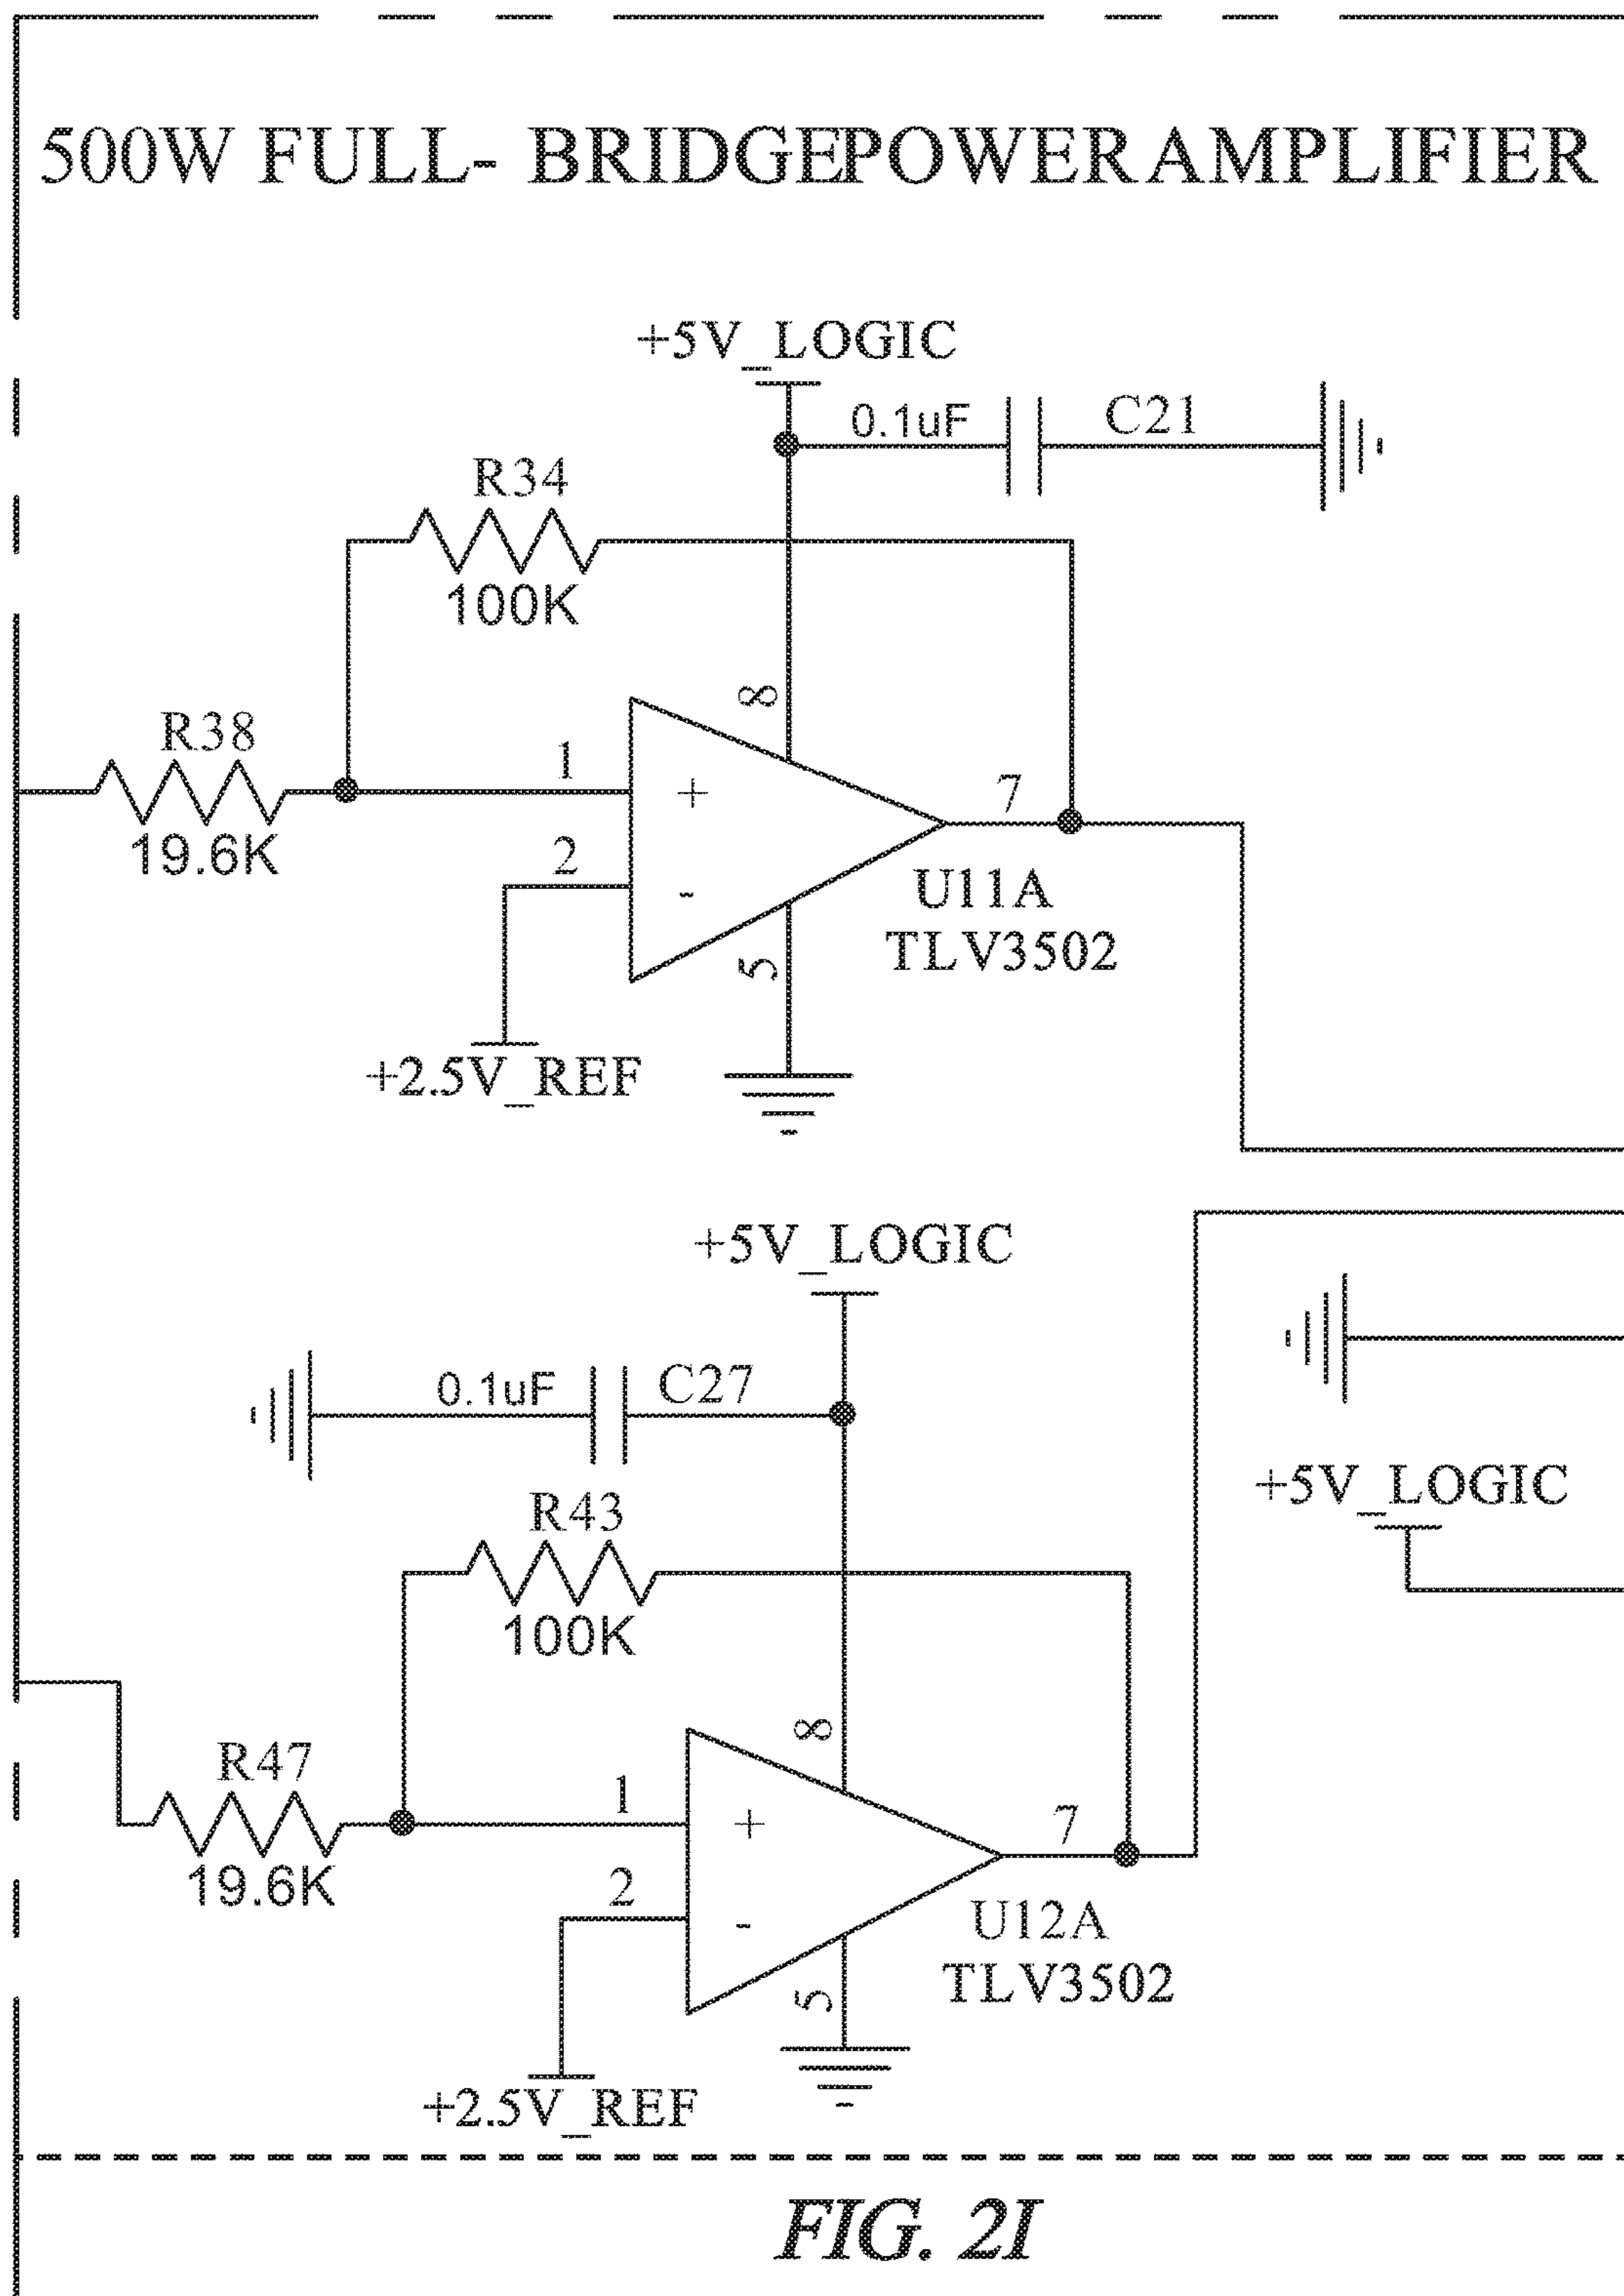 500W FULL- BRIDGEPOWERAMPLIFIER
+5V_LOGIC
0.1uF
C21
R34
100K
8
R38
19.6K
1
+
2
-
7
U11A
TLV3502
5
+2.5V_REF
+5V_LOGIC
0.1uF
C27
+5V_LOGIC
R43
100K
8
R47
19.6K
1
+
2
-
7
U12A
TLV3502
5
+2.5V_REF
FIG. 2I